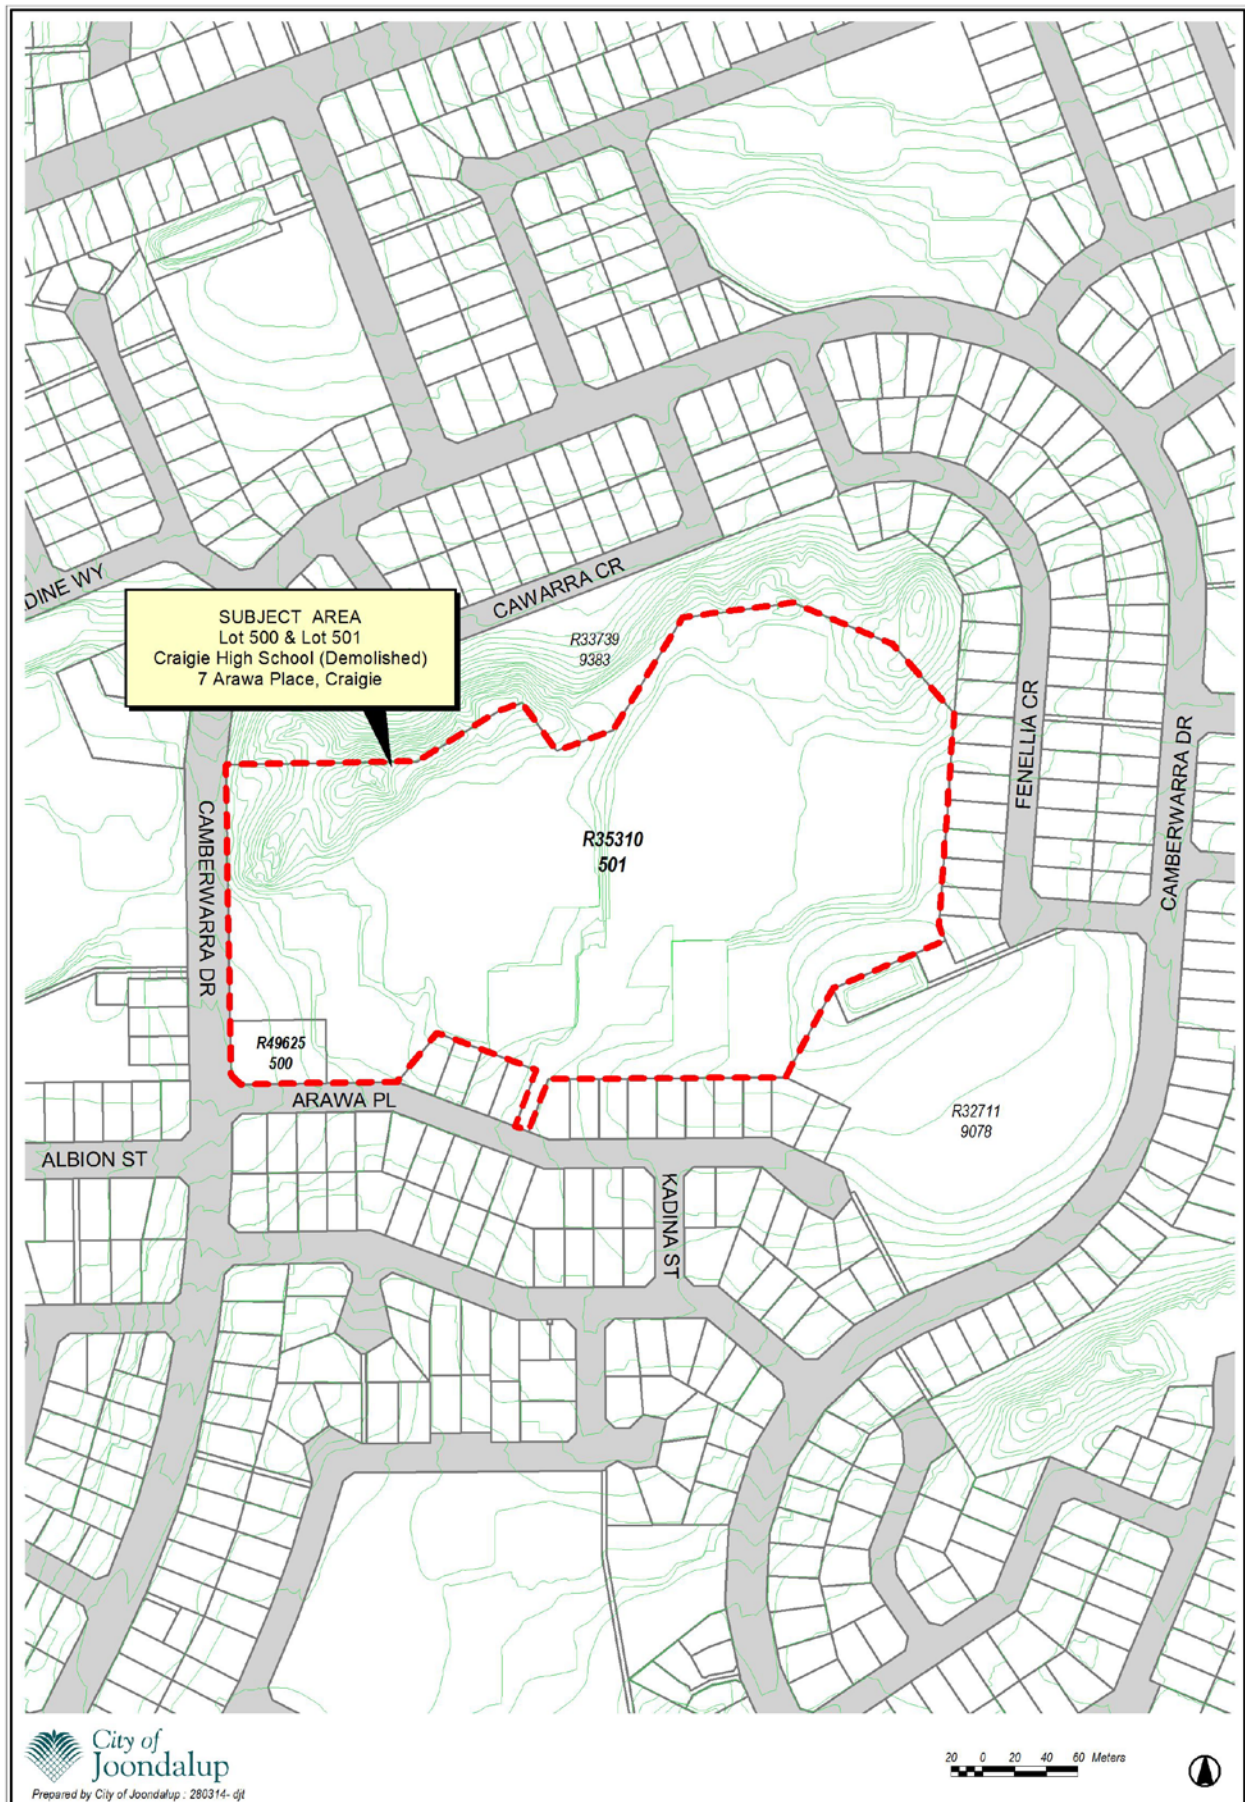 DINE WY
CAWARRA CR
SUBJECT AREA
Lot 500 & Lot 501
Craigie High School (Demolished)
7 Arawa Place, Craigie
R33739
9383
FENELLIA CR
CAMBERWARRA DR
CAMBERWARRA DR
R35310
501
R49625
500
ARAWA PL
R32711
9078
ALBION ST
KADINA ST
City of
Joondalup
Prepared by City of Joondalup : 280314- djt
20 0 20 40 60 Meters